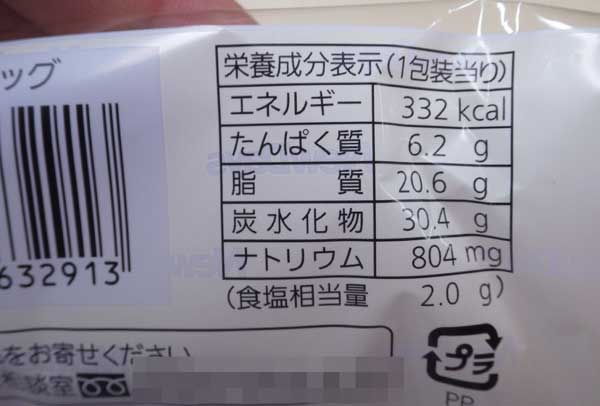 ッグ
632913
栄養成分表示(1包装当り)
エネルギー 332 kcal
たんぱく質 6.2 g
脂質 20.6 g
炭水化物 30.4 g
ナトリウム 804 mg
(食塩相当量 2.0 g)
をお寄せください
談室
プラ
PP